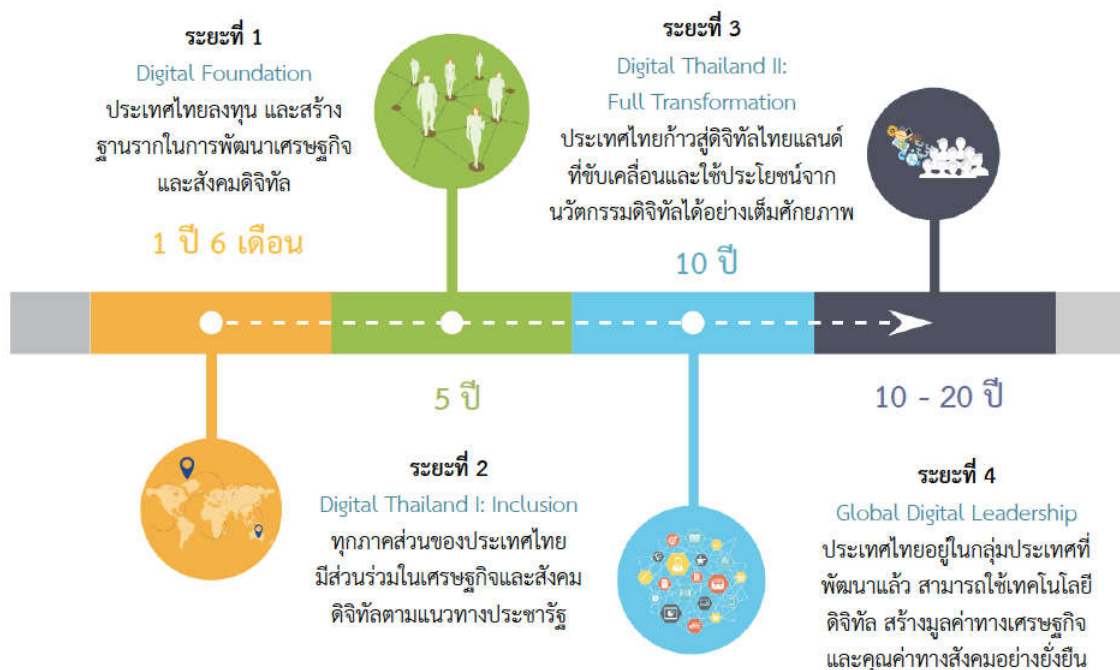 ระยะที่ 1
Digital Foundation
ประเทศไทยลงทุน และสร้าง
ฐานรากในการพัฒนาเศรษฐกิจ
และสังคมดิจิทัล
1 ปี 6 เดือน
5 ปี
ระยะที่ 2
Digital Thailand I: Inclusion
ทุกภาคส่วนของประเทศไทย
มีส่วนร่วมในเศรษฐกิจและสังคม
ดิจิทัลตามแนวทางประชารัฐ
ระยะที่ 3
Digital Thailand II:
Full Transformation
ประเทศไทยก้าวสู่ดิจิทัลไทยแลนด์
ที่ขับเคลื่อนและใช้ประโยชน์จาก
นวัตกรรมดิจิทัลได้อย่างเต็มศักยภาพ
10 ปี
10 - 20 ปี
ระยะที่ 4
Global Digital Leadership
ประเทศไทยอยู่ในกลุ่มประเทศที่
พัฒนาแล้ว สามารถใช้เทคโนโลยี
ดิจิทัล สร้างมูลค่าทางเศรษฐกิจ
และคุณค่าทางสังคมอย่างยั่งยืน